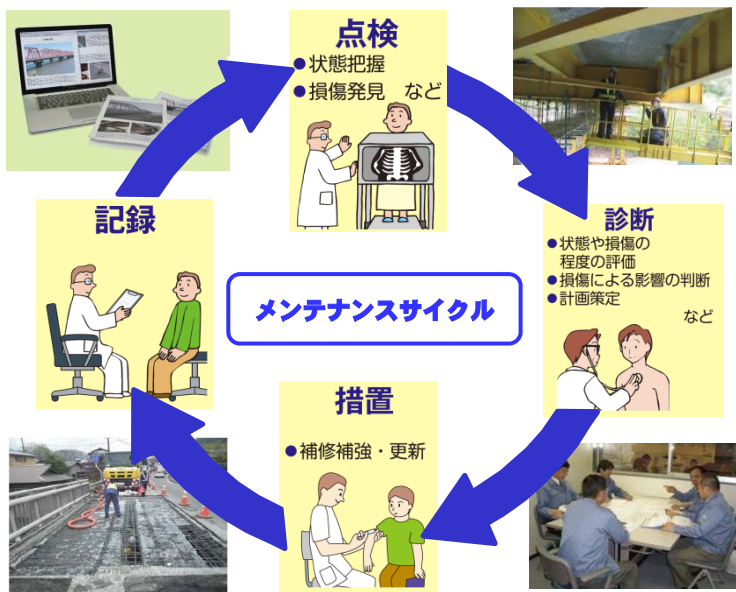 点検
●状態把握
●損傷発見　など
診断
●状態や損傷の
程度の評価
●損傷による影響の判断
●計画策定
など
メンテナンスサイクル
措置
●補修補強・更新
記録